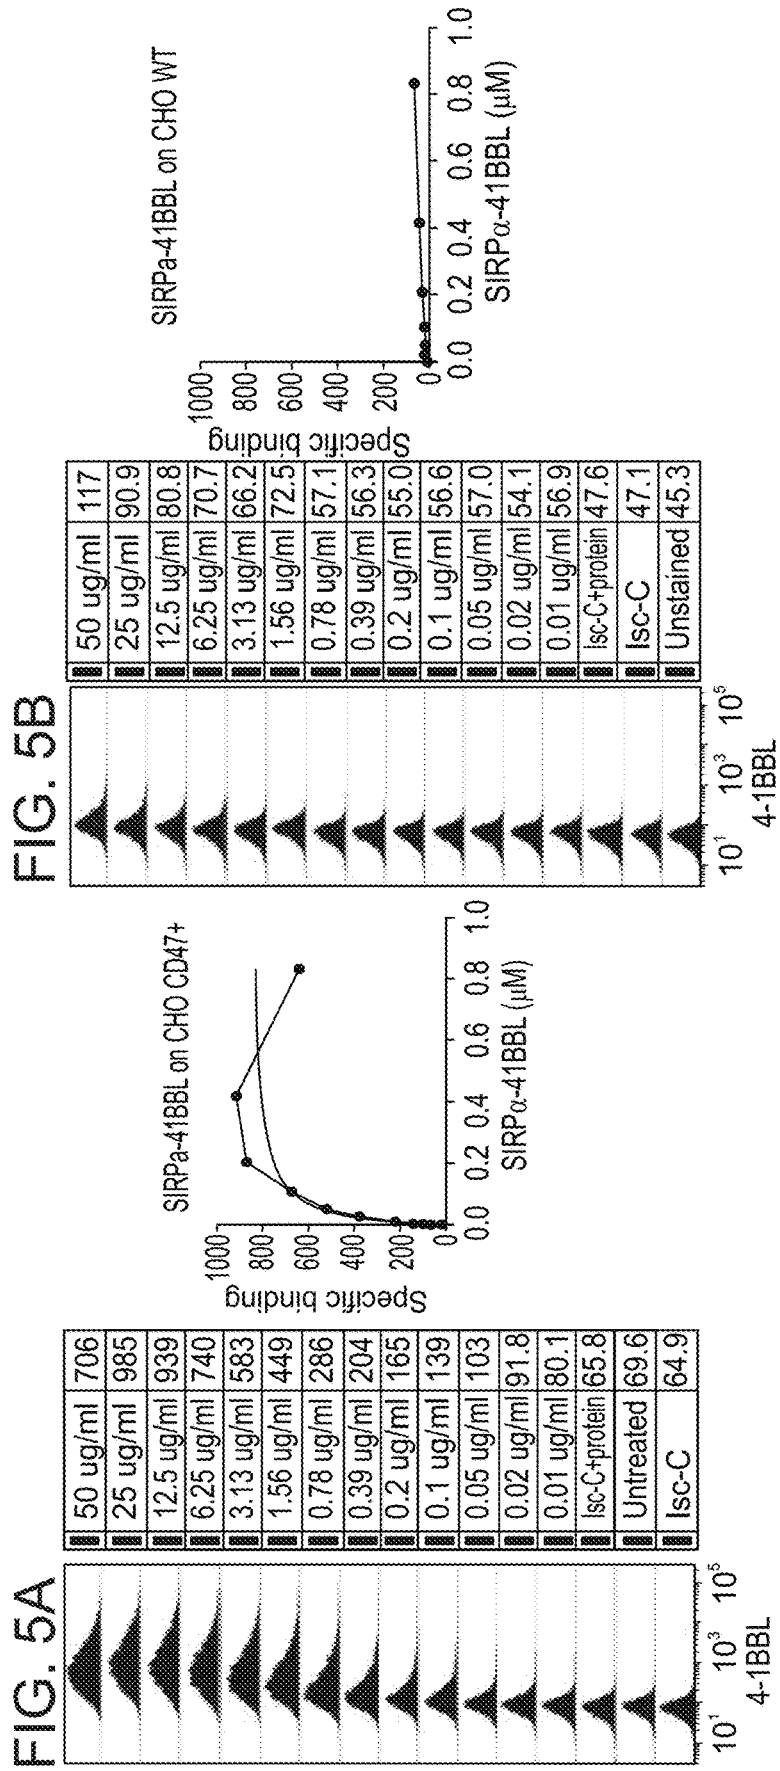 FIG. 5A
50 ug/ml 706
25 ug/ml 985
12.5 ug/ml 939
6.25 ug/ml 740
3.13 ug/ml 583
1.56 ug/ml 449
0.78 ug/ml 286
0.39 ug/ml 204
0.2 ug/ml 165
0.1 ug/ml 139
0.05 ug/ml 103
0.02 ug/ml 91.8
0.01 ug/ml 80.1
Isc-C+protein 65.8
Untreated 69.6
Isc-C 64.9
10¹ 10³ 10⁵
4-1BBL
SIRPa-41BBL on CHO CD47+
Specific binding
1000
800
600
400
200
0
0.0 0.2 0.4 0.6 0.8 1.0
SIRPα-41BBL (μM)
FIG. 5B
50 ug/ml 117
25 ug/ml 90.9
12.5 ug/ml 80.8
6.25 ug/ml 70.7
3.13 ug/ml 66.2
1.56 ug/ml 72.5
0.78 ug/ml 57.1
0.39 ug/ml 56.3
0.2 ug/ml 55.0
0.1 ug/ml 56.6
0.05 ug/ml 57.0
0.02 ug/ml 54.1
0.01 ug/ml 56.9
Isc-C+protein 47.6
Isc-C 47.1
Unstained 45.3
10¹ 10³ 10⁵
4-1BBL
SIRPa-41BBL on CHO WT
Specific binding
1000
800
600
400
200
0
0.0 0.2 0.4 0.6 0.8 1.0
SIRPα-41BBL (μM)